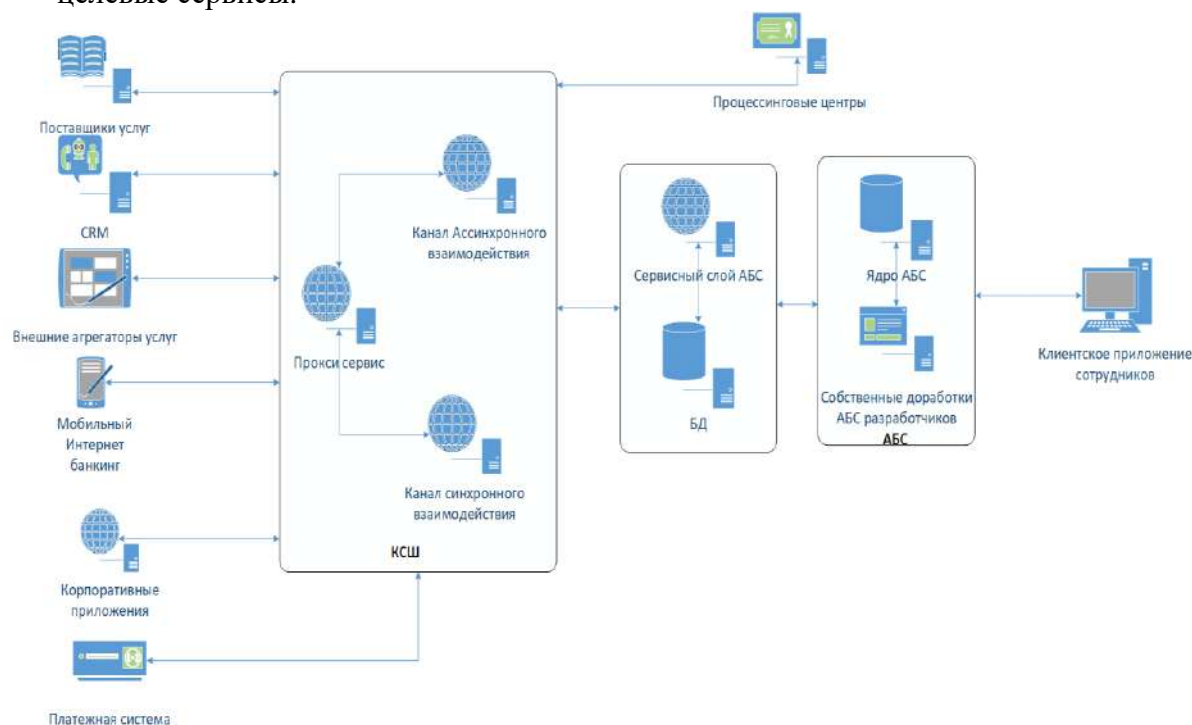 целевые сервисы.
Поставщики услуг
CRM
Внешние агрегаторы услуг
Мобильный
Интернет
банкинг
Корпоративные
приложения
Платежная система
Канал Ассинхронного
взаимодействия
Прокси сервис
Канал синхронного
взаимодействия
КСШ
Процессинговые центры
Сервисный слой АБС
БД
Ядро АБС
Собственные доработки
АБС разработчиков
АБС
Клиентское приложение
сотрудников